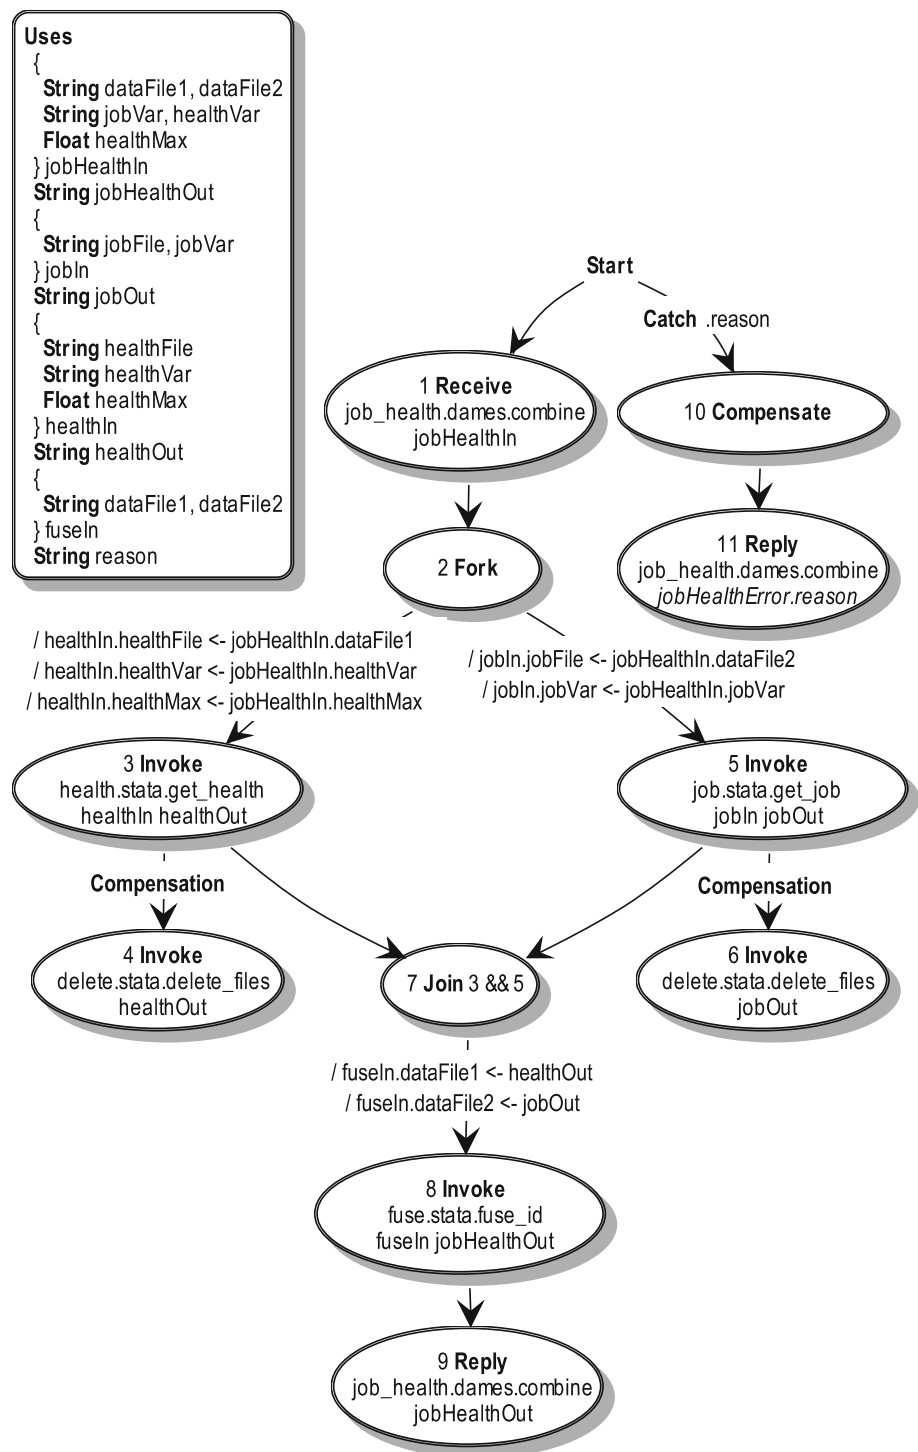 Uses
{
String dataFile1, dataFile2
String jobVar, healthVar
Float healthMax
} jobHealthIn
String jobHealthOut
{
String jobFile, jobVar
} jobIn
String jobOut
{
String healthFile
String healthVar
Float healthMax
} healthIn
String healthOut
{
String dataFile1, dataFile2
} fuseIn
String reason
Start
Catch .reason
1 Receive
job_health.dames.combine
jobHealthIn
10 Compensate
2 Fork
11 Reply
job_health.dames.combine
jobHealthError.reason
/ healthIn.healthFile <- jobHealthIn.dataFile1
/ healthIn.healthVar <- jobHealthIn.healthVar
/ healthIn.healthMax <- jobHealthIn.healthMax
/ jobIn.jobFile <- jobHealthIn.dataFile2
/ jobIn.jobVar <- jobHealthIn.jobVar
3 Invoke
health.stata.get_health
healthIn healthOut
5 Invoke
job.stata.get_job
jobIn jobOut
Compensation
Compensation
4 Invoke
delete.stata.delete_files
healthOut
7 Join 3 && 5
6 Invoke
delete.stata.delete_files
jobOut
/ fuseIn.dataFile1 <- healthOut
/ fuseIn.dataFile2 <- jobOut
8 Invoke
fuse.stata.fuse_id
fuseIn jobHealthOut
9 Reply
job_health.dames.combine
jobHealthOut